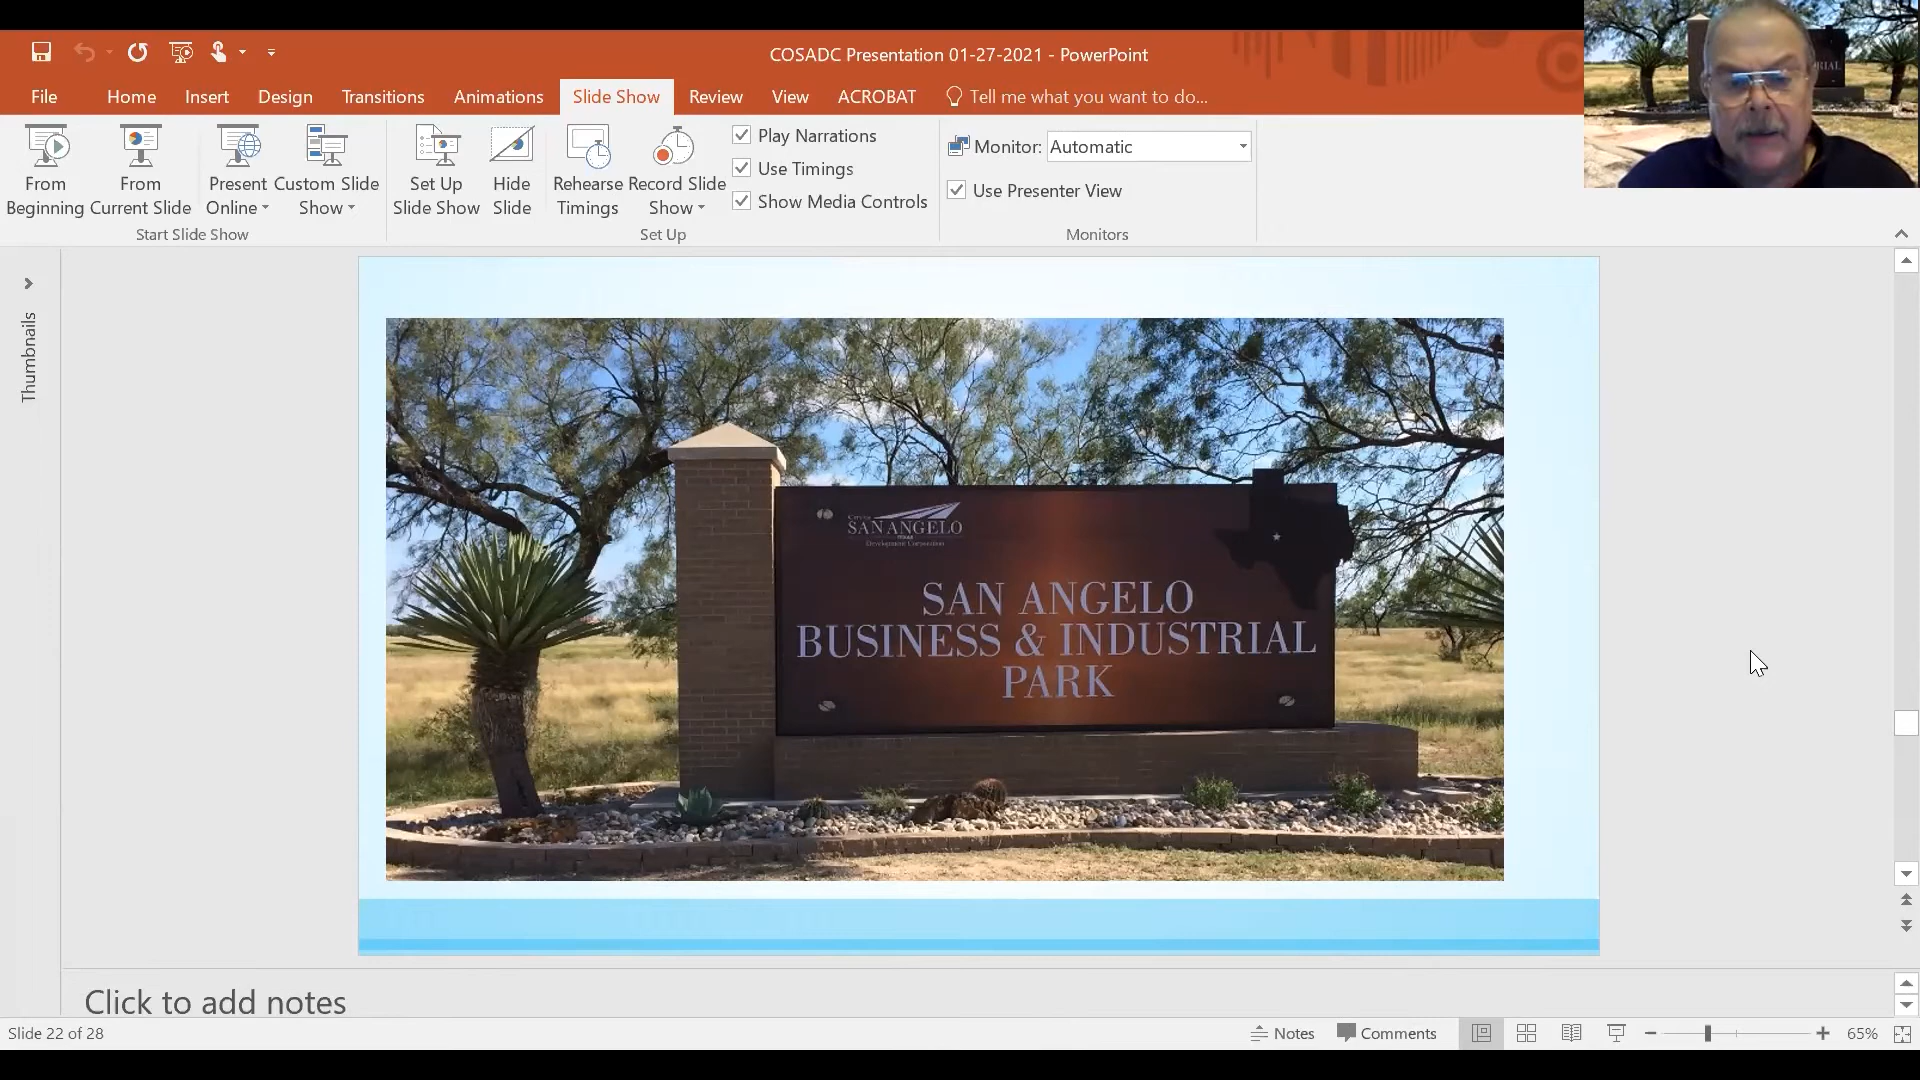 COSADC Presentation 01-27-2021 - PowerPoint
File Home Insert Design Transitions Animations Slide Show Review View ACROBAT Tell me what you want to do...
From Beginning
From Current Slide
Present Online
Custom Slide Show
Start Slide Show
Set Up Slide Show
Hide Slide
Rehearse Timings
Record Slide Show
Play Narrations
Use Timings
Show Media Controls
Set Up
Monitor: Automatic
Use Presenter View
Monitors
Thumbnails
SAN ANGELO
TEXAS
Development Corporation
SAN ANGELO
BUSINESS & INDUSTRIAL
PARK
RIAL
Click to add notes
Slide 22 of 28
Notes Comments 65%